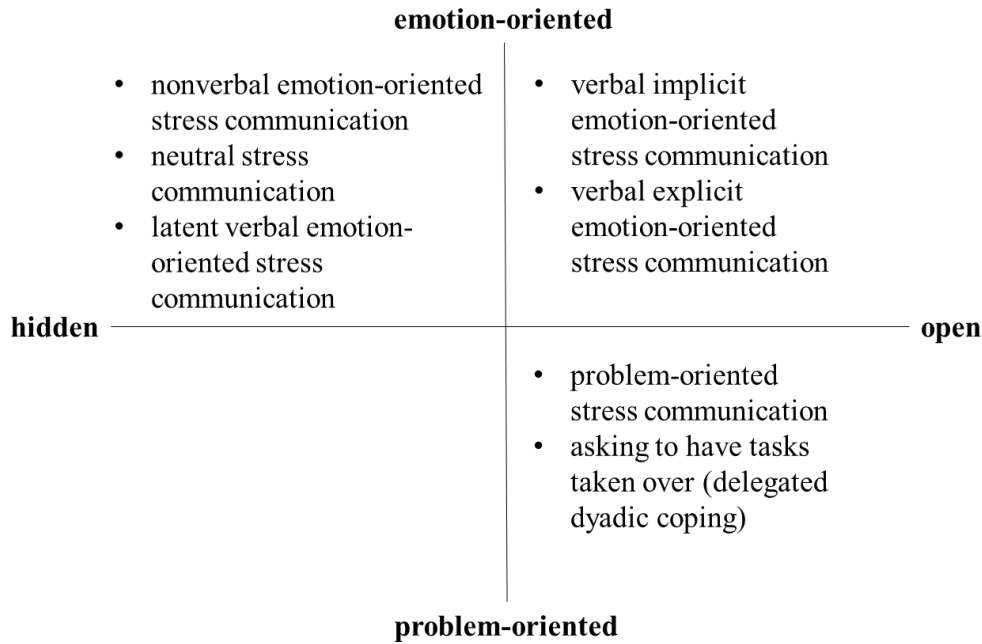 emotion-oriented
• nonverbal emotion-oriented
stress communication
• neutral stress
communication
• latent verbal emotion-
oriented stress
communication
• verbal implicit
emotion-oriented
stress communication
• verbal explicit
emotion-oriented
stress communication
hidden
open
• problem-oriented
stress communication
• asking to have tasks
taken over (delegated
dyadic coping)
problem-oriented